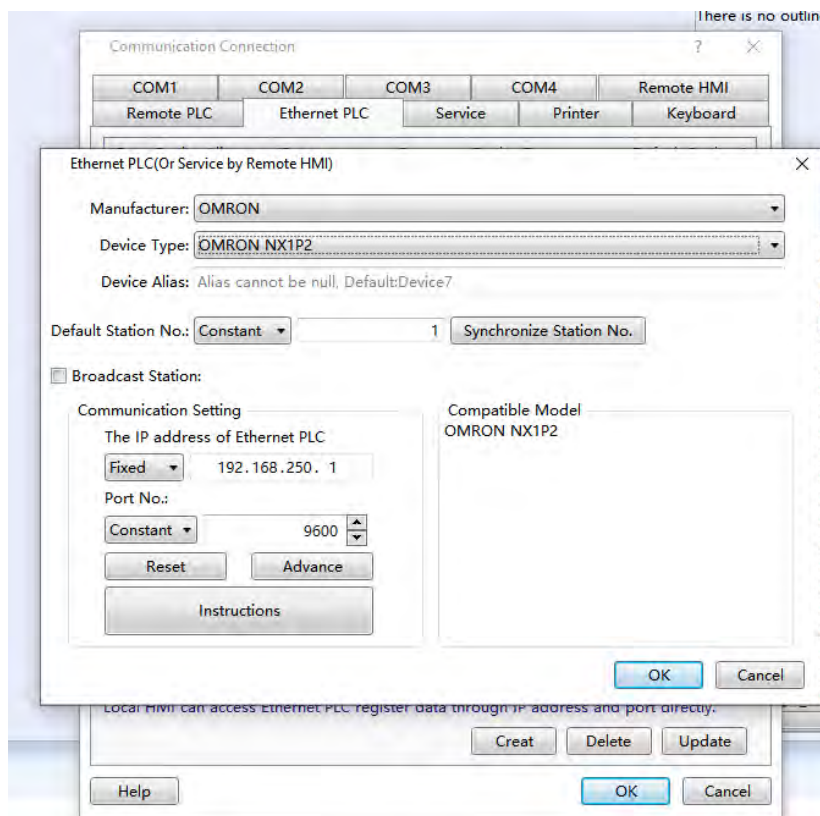 There is no outlin
Communication Connection
?
COM1 COM2 COM3 COM4 Remote HMI
Remote PLC Ethernet PLC Service Printer Keyboard
Ethernet PLC(Or Service by Remote HMI)
Manufacturer: OMRON
Device Type: OMRON NX1P2
Device Alias: Alias cannot be null, Default:Device7
Default Station No.: Constant 1 Synchronize Station No.
Broadcast Station:
Communication Setting
The IP address of Ethernet PLC
Fixed 192.168.250. 1
Port No.:
Constant 9600
Reset Advance
Instructions
Compatible Model
OMRON NX1P2
OK Cancel
Local HMI can access Ethernet PLC register data through IP address and port directly.
Creat Delete Update
Help OK Cancel